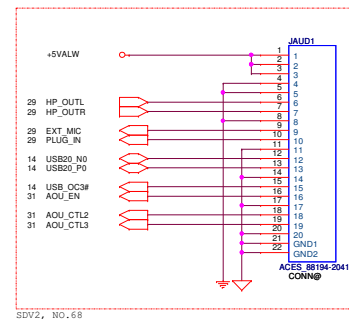 JAUD1
+5VALW
1 1
2 2
3 3
4 4
5 5
29 HP_OUTL 6 6
29 HP_OUTR 7 7
8 8
29 EXT_MIC 9 9
29 PLUG_IN 10 10
11 11
14 USB20_N0 12 12
14 USB20_P0 13 13
14 14
14 USB_OC3# 15 15
31 AOU_EN 16 16
17 17
31 AOU_CTL2 18 18
31 AOU_CTL3 19 19
20 20
21 GND1
22 GND2
ACES_88194-2041
CONN@
SDV2, NO.68